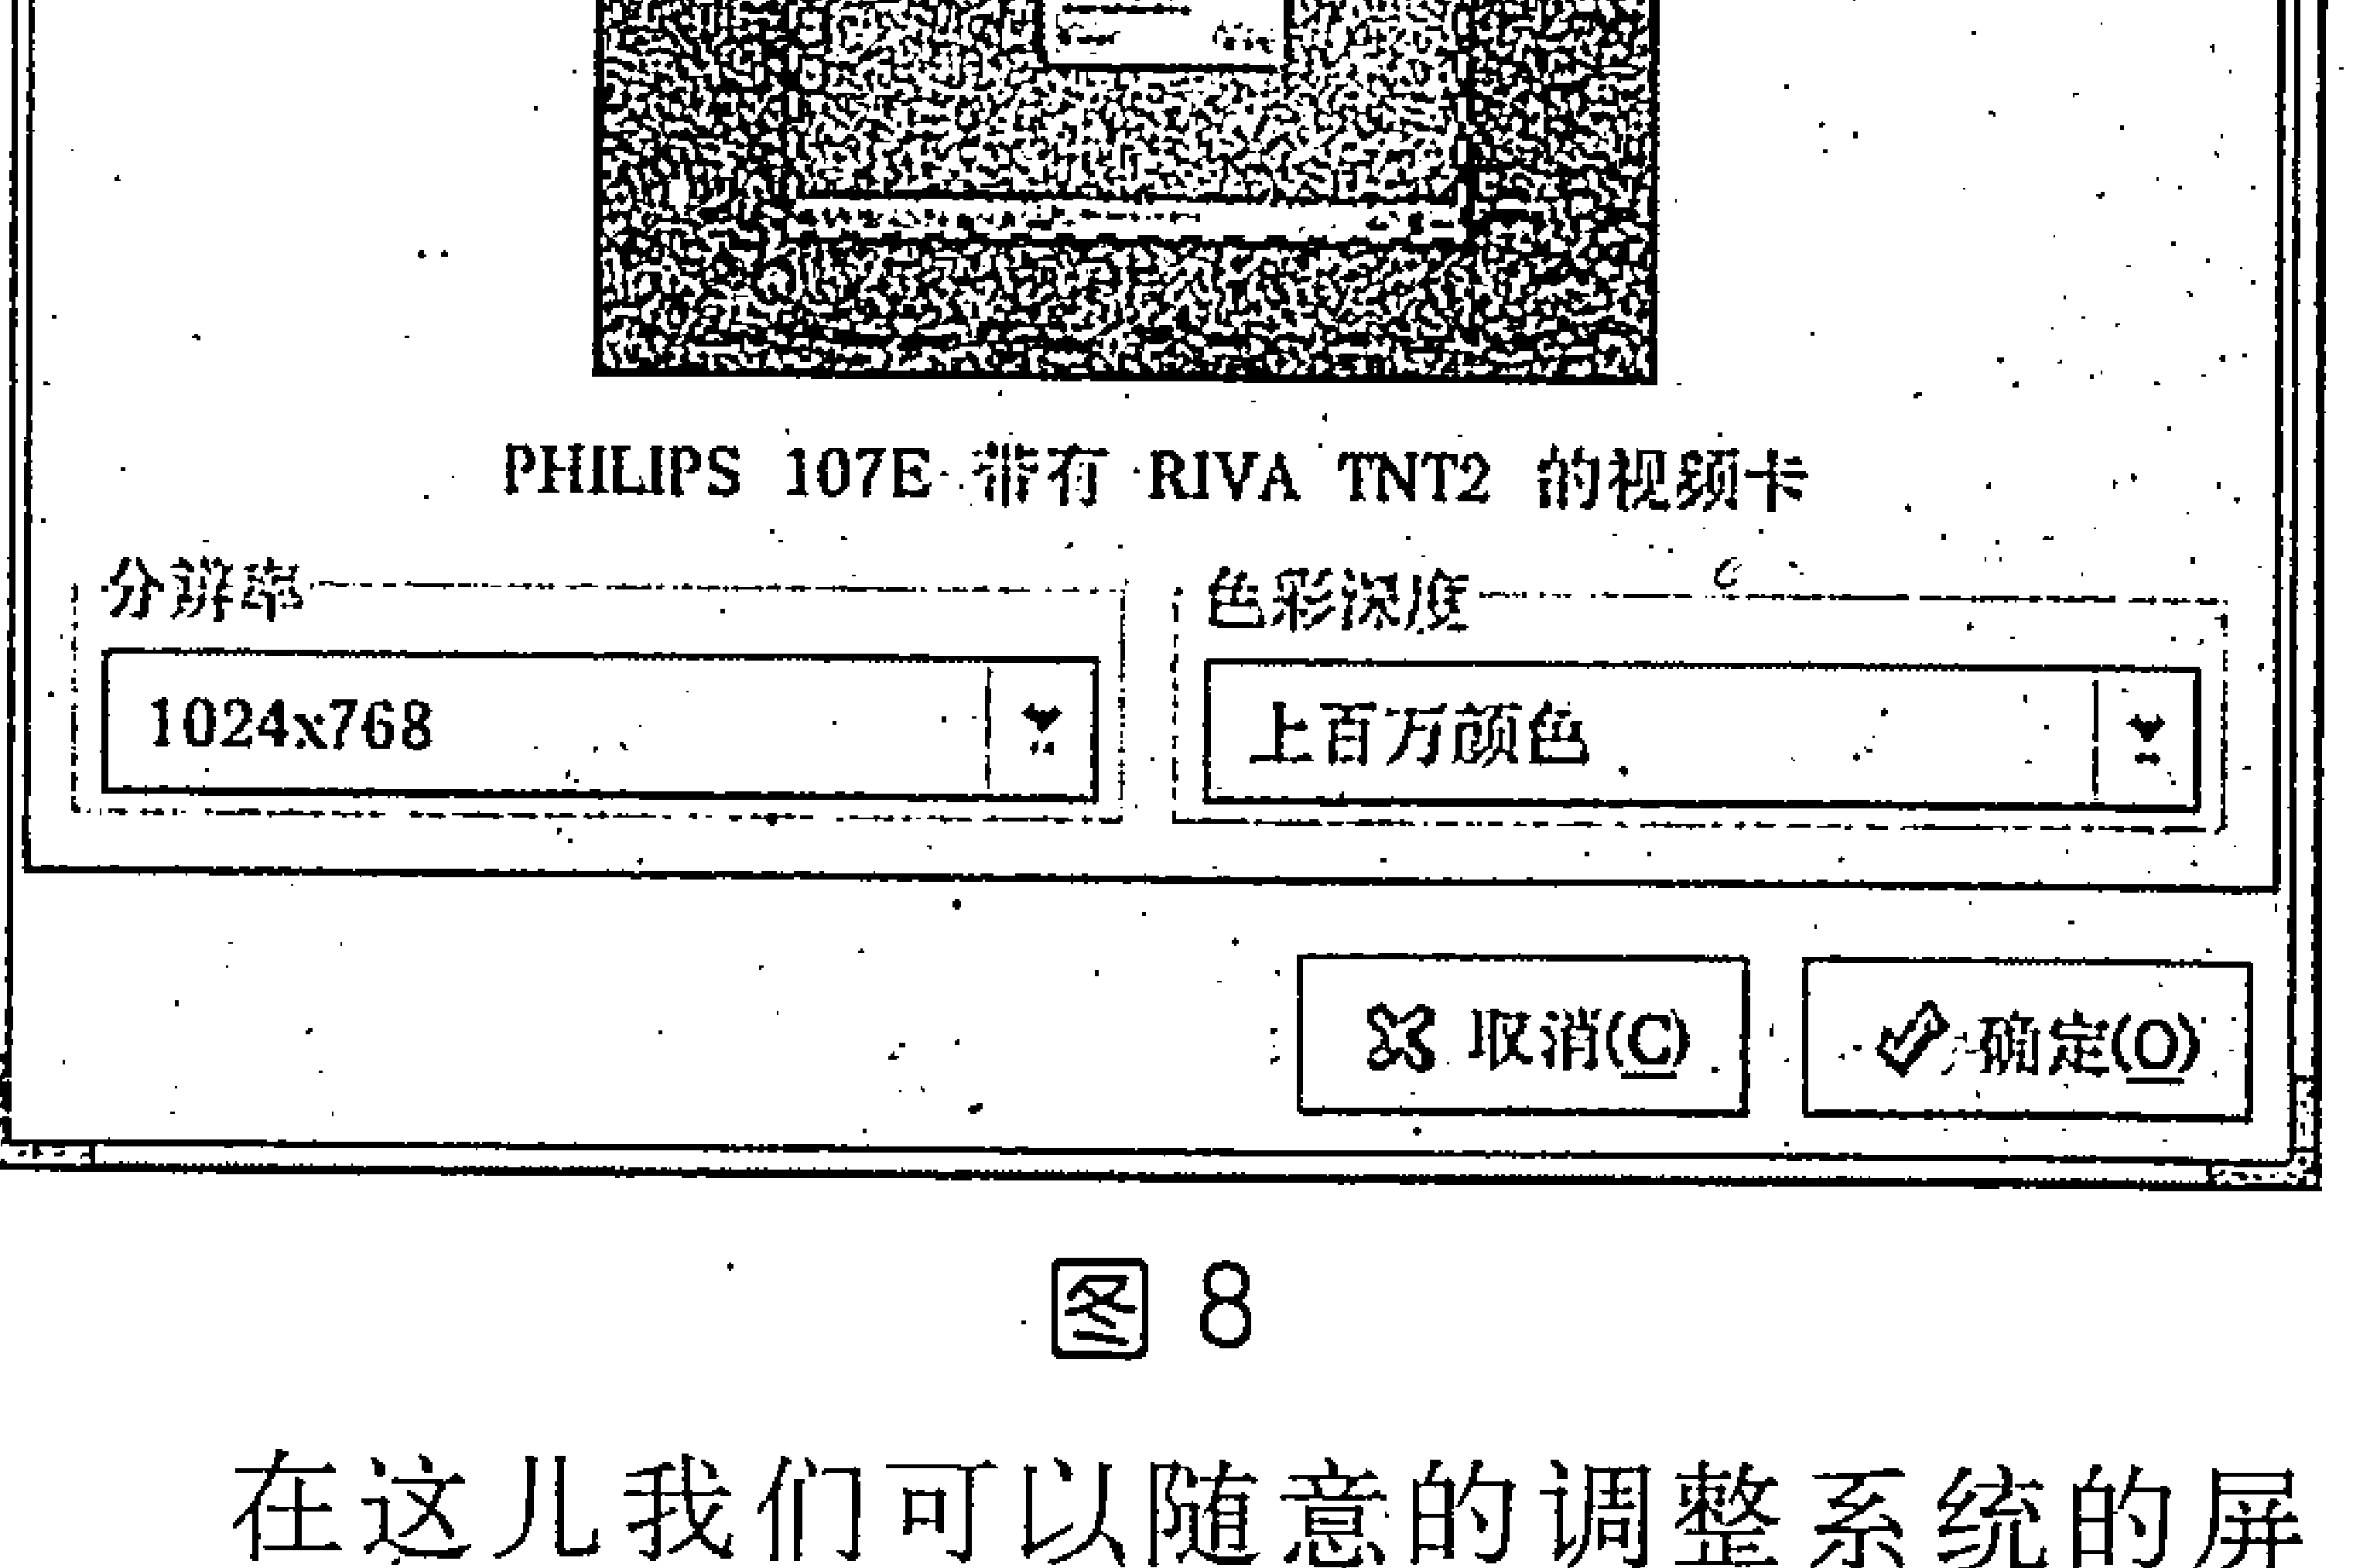 PHILIPS 107E 带有 RIVA TNT2 的视频卡
分辨率
色彩深度
1024x768
上百万颜色
取消(C)
确定(O)
图 8
在这儿我们可以随意的调整系统的屏